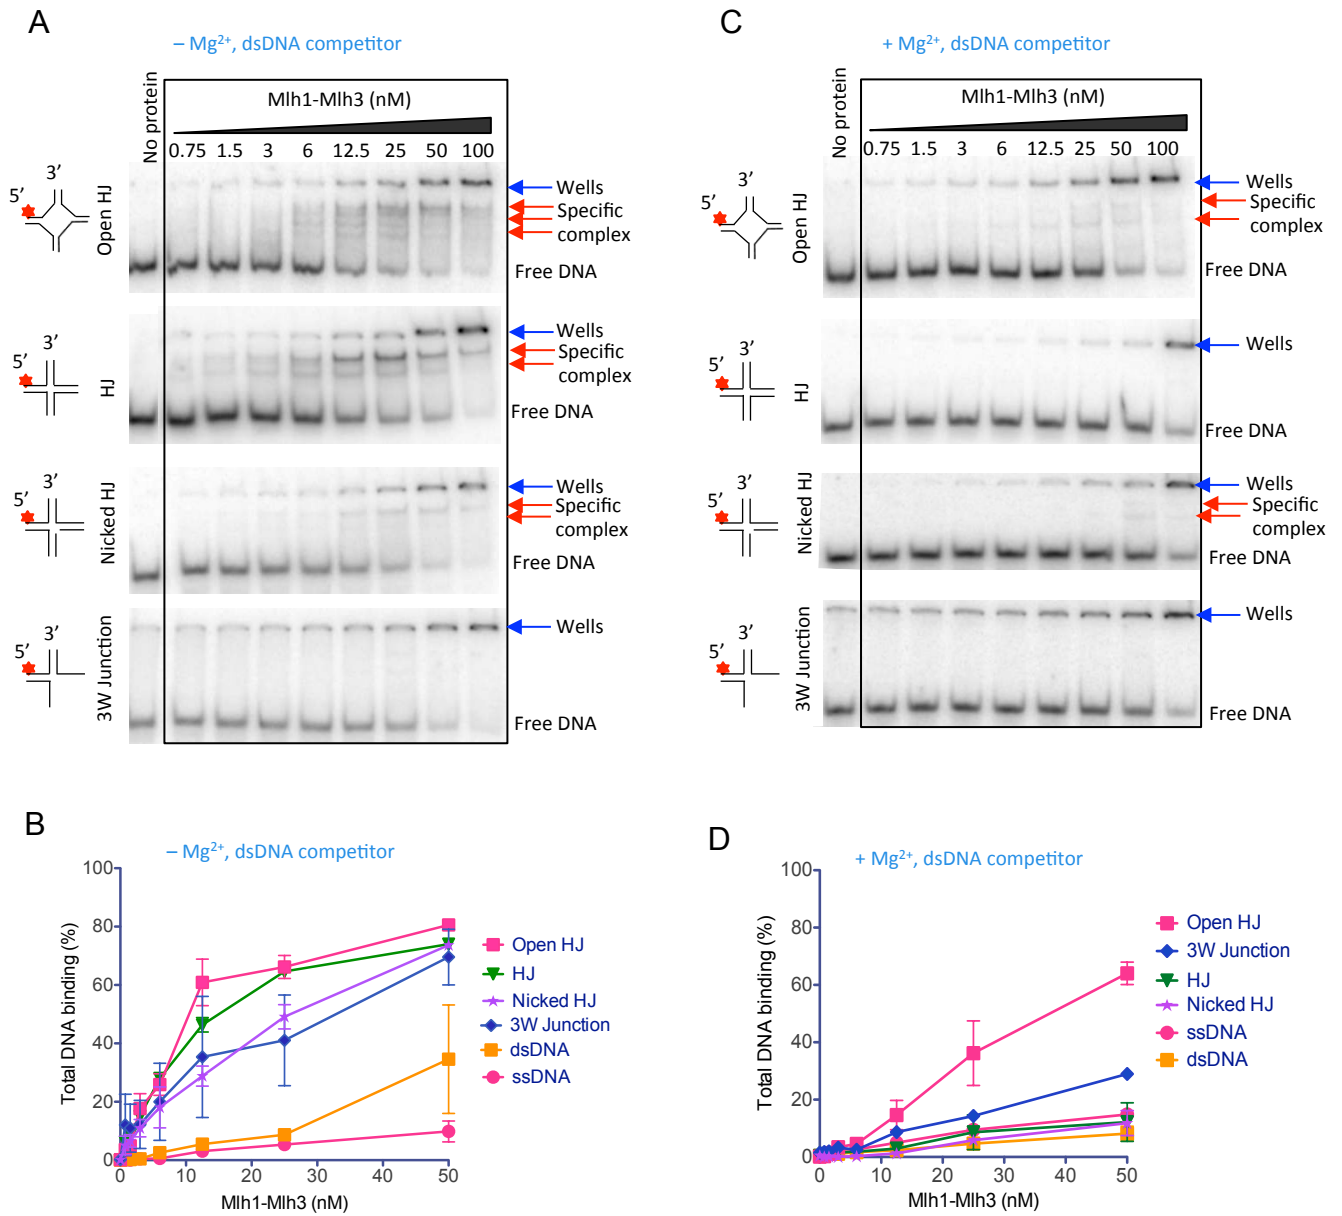 A
– Mg²⁺, dsDNA competitor
No protein
Mlh1-Mlh3 (nM)
0.75 1.5 3 6 12.5 25 50 100
5’ 3’
Open HJ
Wells
Specific
complex
Free DNA
5’ 3’
HJ
Wells
Specific
complex
Free DNA
5’ 3’
Nicked HJ
Wells
Specific
complex
Free DNA
5’ 3’
3W Junction
Wells
Free DNA
C
+ Mg²⁺, dsDNA competitor
No protein
Mlh1-Mlh3 (nM)
0.75 1.5 3 6 12.5 25 50 100
5’ 3’
Open HJ
Wells
Specific
complex
Free DNA
5’ 3’
HJ
Wells
Free DNA
5’ 3’
Nicked HJ
Wells
Specific
complex
Free DNA
5’ 3’
3W Junction
Wells
Free DNA
B
– Mg²⁺, dsDNA competitor
Total DNA binding (%)
100
80
60
40
20
0
0 10 20 30 40 50
Mlh1-Mlh3 (nM)
Open HJ
HJ
Nicked HJ
3W Junction
dsDNA
ssDNA
D
+ Mg²⁺, dsDNA competitor
Total DNA binding (%)
100
80
60
40
20
0
0 10 20 30 40 50
Mlh1-Mlh3 (nM)
Open HJ
3W Junction
HJ
Nicked HJ
ssDNA
dsDNA